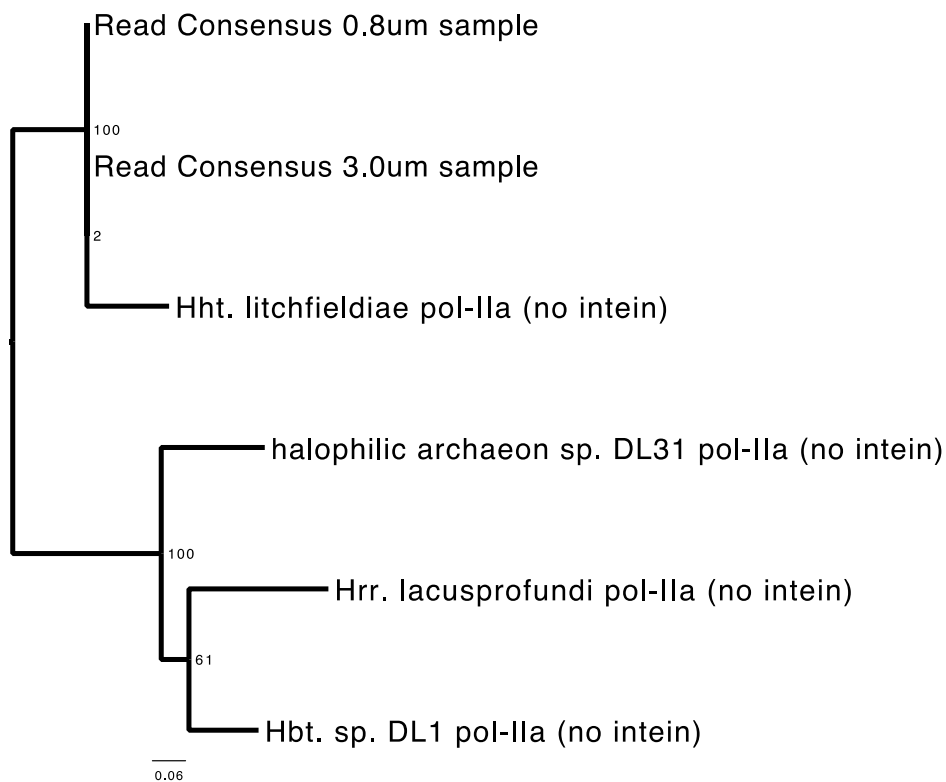 Read Consensus 0.8um sample
100
Read Consensus 3.0um sample
2
Hht. litchfieldiae pol-IIa (no intein)
halophilic archaeon sp. DL31 pol-IIa (no intein)
100
Hrr. lacusprofundi pol-IIa (no intein)
61
Hbt. sp. DL1 pol-IIa (no intein)
0.06